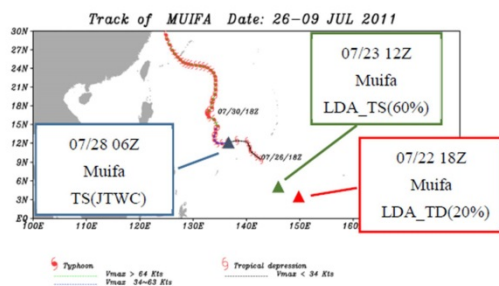 Track of MUIFA Date: 26-09 JUL 2011
30N
27N
24N
21N
18N
15N
12N
9N
6N
3N
EQ
100E
110E
120E
130E
140E
150E
07/30/18Z
07/26/18Z
07/23 12Z
Muifa
LDA_TS(60%)
07/28 06Z
Muifa
TS(JTWC)
07/22 18Z
Muifa
LDA_TD(20%)
Typhoon
Vmax > 64 Kts
Vmax 34~63 Kts
Tropical depression
Vmax < 34 Kts